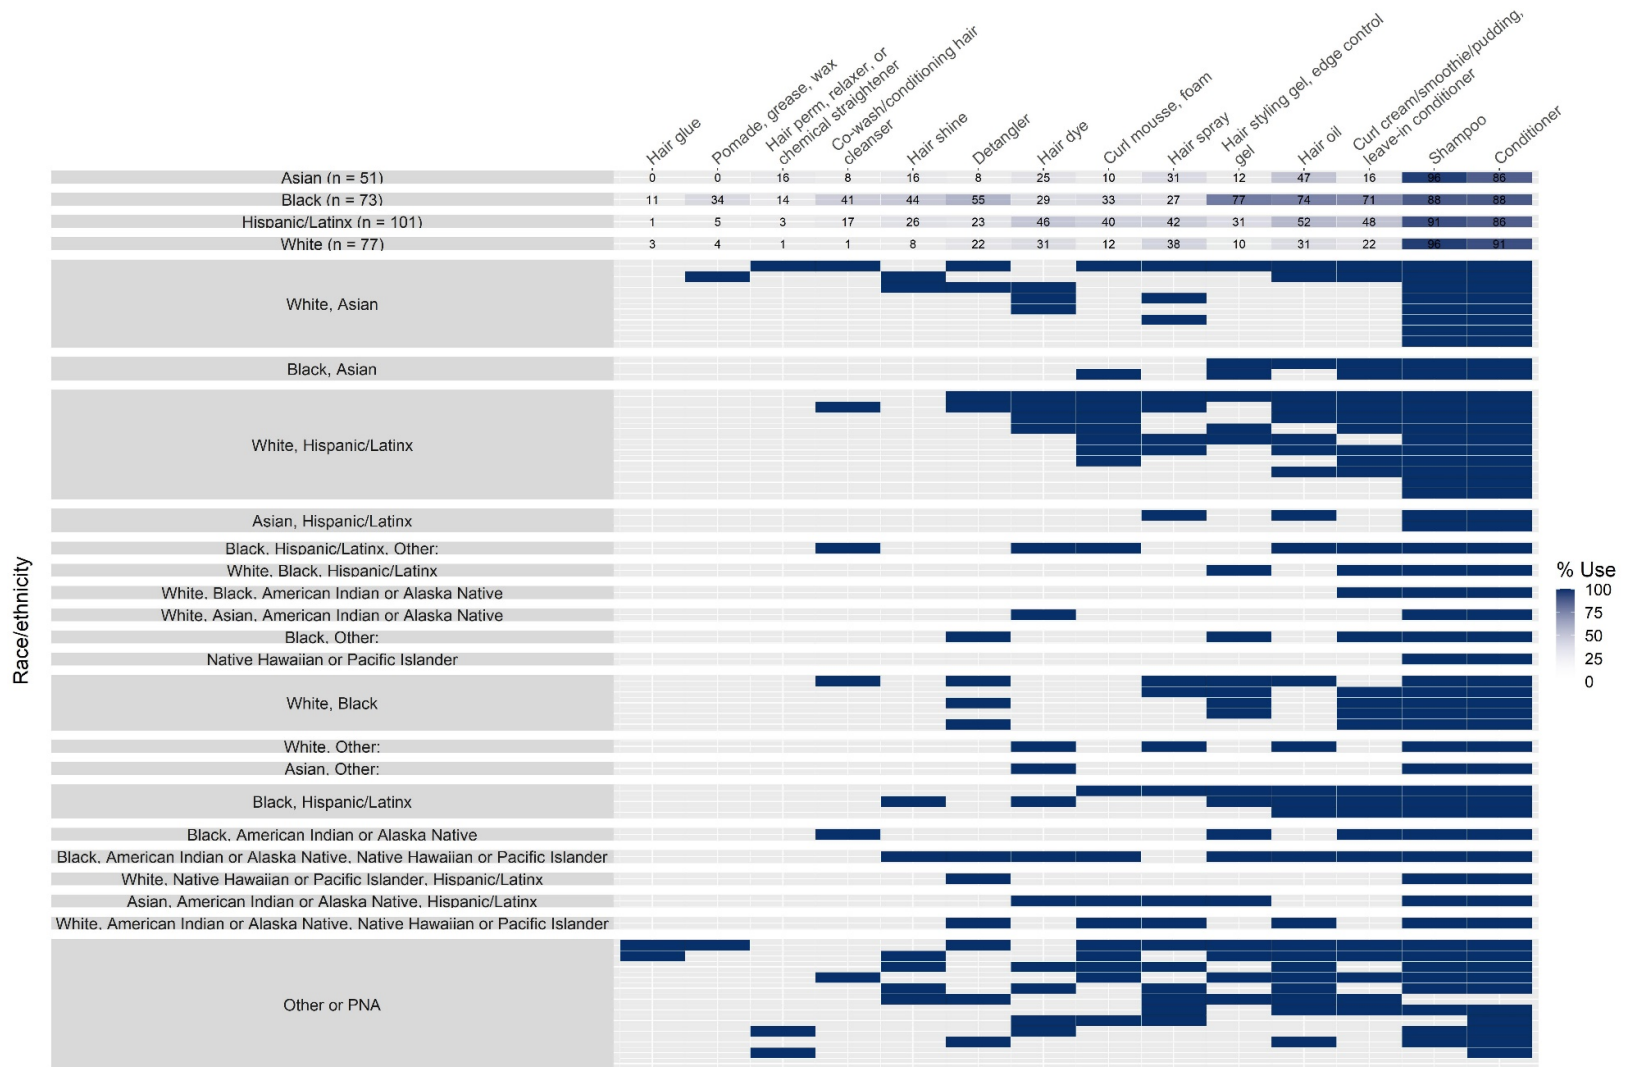 Hair glue
Pomade, grease, wax
Hair perm, relaxer, or
chemical straightener
Co-wash/conditioning hair
cleanser
Hair shine
Detangler
Hair dye
Curl mousse, foam
Hair spray
Hair styling gel, edge control
gel
Hair oil
Curl cream/smoothie/pudding,
leave-in conditioner
Shampoo
Conditioner
Asian (n = 51) 0 0 16 8 16 8 25 10 31 12 47 16 96 86
Black (n = 73) 11 34 14 41 44 55 29 33 27 77 74 71 88 88
Hispanic/Latinx (n = 101) 1 5 3 17 26 23 46 40 42 31 52 48 91 86
White (n = 77) 3 4 1 1 8 22 31 12 38 10 31 22 96 91
White, Asian
Black, Asian
White, Hispanic/Latinx
Asian, Hispanic/Latinx
Black, Hispanic/Latinx, Other:
White, Black, Hispanic/Latinx
White, Black, American Indian or Alaska Native
White, Asian, American Indian or Alaska Native
Black, Other:
Native Hawaiian or Pacific Islander
White, Black
White, Other:
Asian, Other:
Black, Hispanic/Latinx
Black, American Indian or Alaska Native
Black, American Indian or Alaska Native, Native Hawaiian or Pacific Islander
White, Native Hawaiian or Pacific Islander, Hispanic/Latinx
Asian, American Indian or Alaska Native, Hispanic/Latinx
White, American Indian or Alaska Native, Native Hawaiian or Pacific Islander
Other or PNA
Race/ethnicity
% Use
100
75
50
25
0